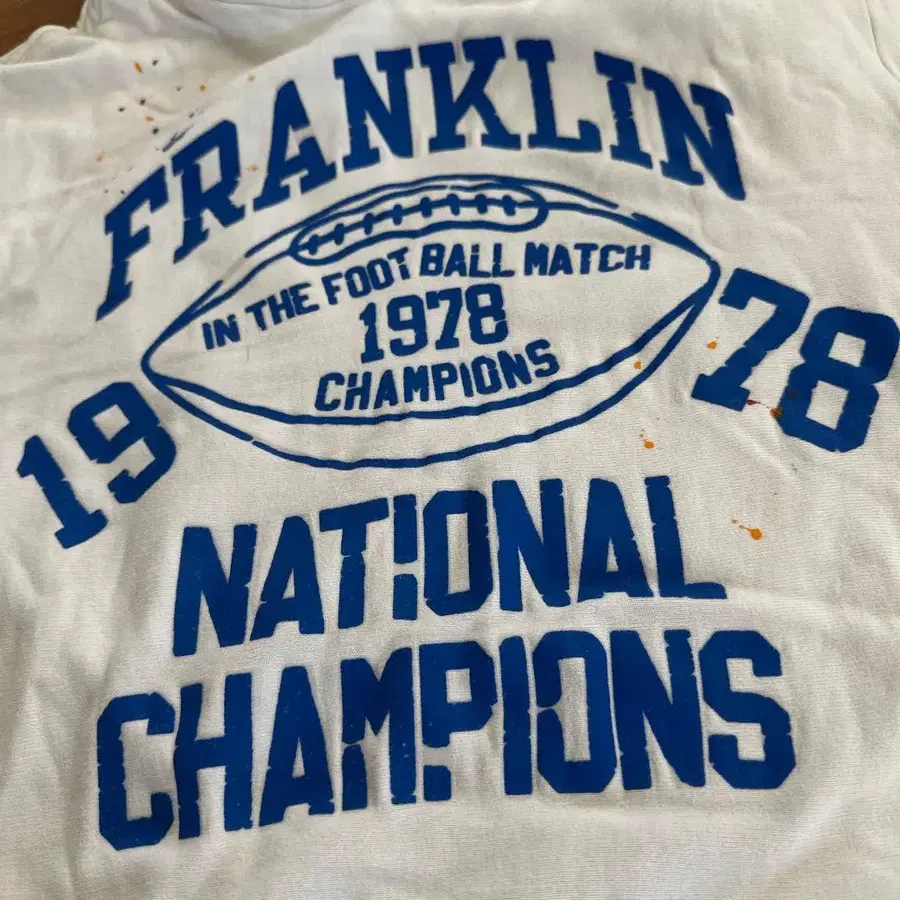 FRANKLIN
IN THE FOOT BALL MATCH
1978
CHAMPIONS
19 78
NATIONAL
CHAMPIONS